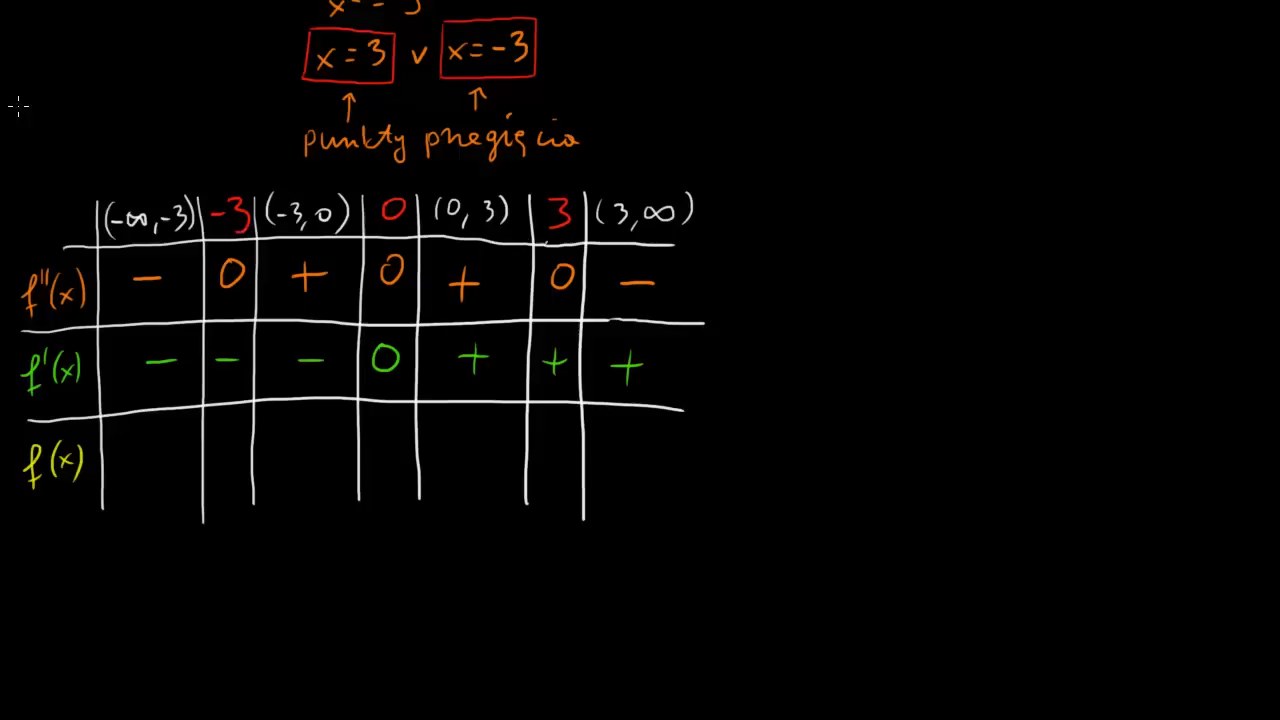 x = 3 v x = -3
↑ ↑
punkty przegięcia
(-∞, -3) -3 (-3, 0) 0 (0, 3) 3 (3, ∞)
f''(x) - 0 + 0 + 0 -
f'(x) - - - 0 + + +
f(x)